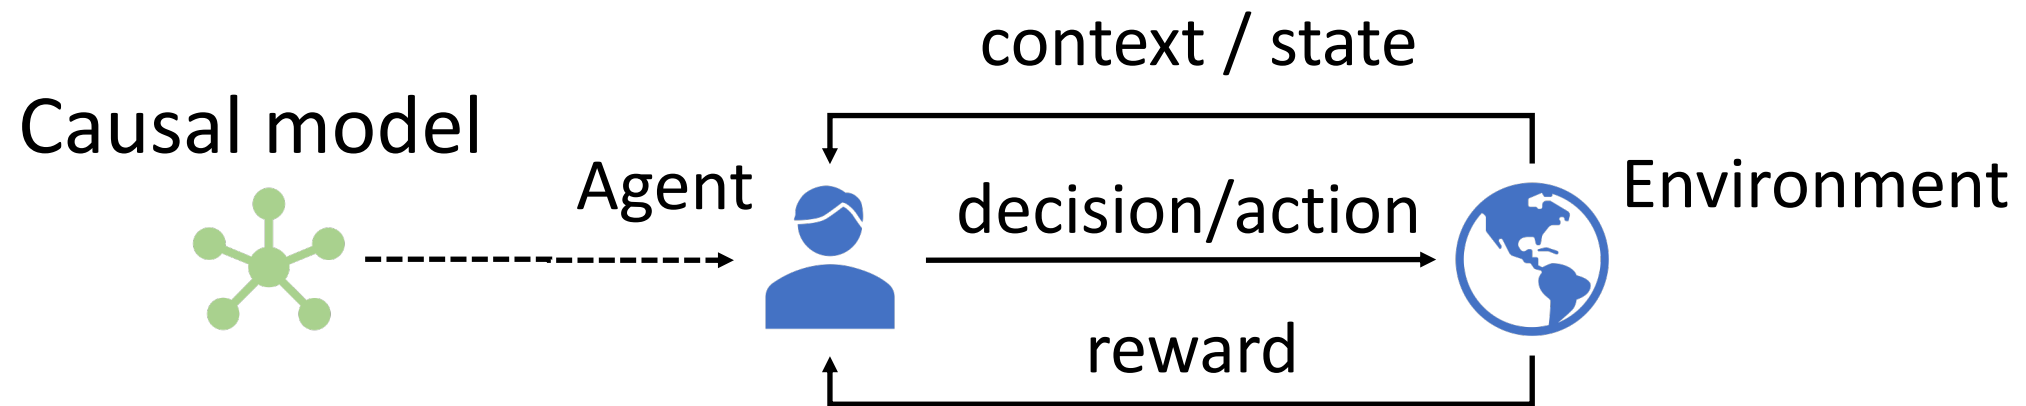 context / state
Causal model
Agent
decision/action
Environment
reward